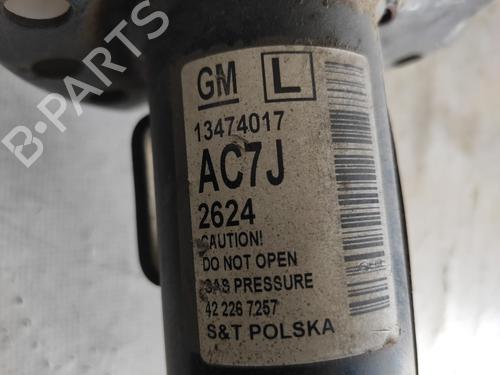 GM L
13474017
AC7J
2624
CAUTION!
DO NOT OPEN
GAS PRESSURE
42 226 7257
S&T POLSKA
B-PARTS